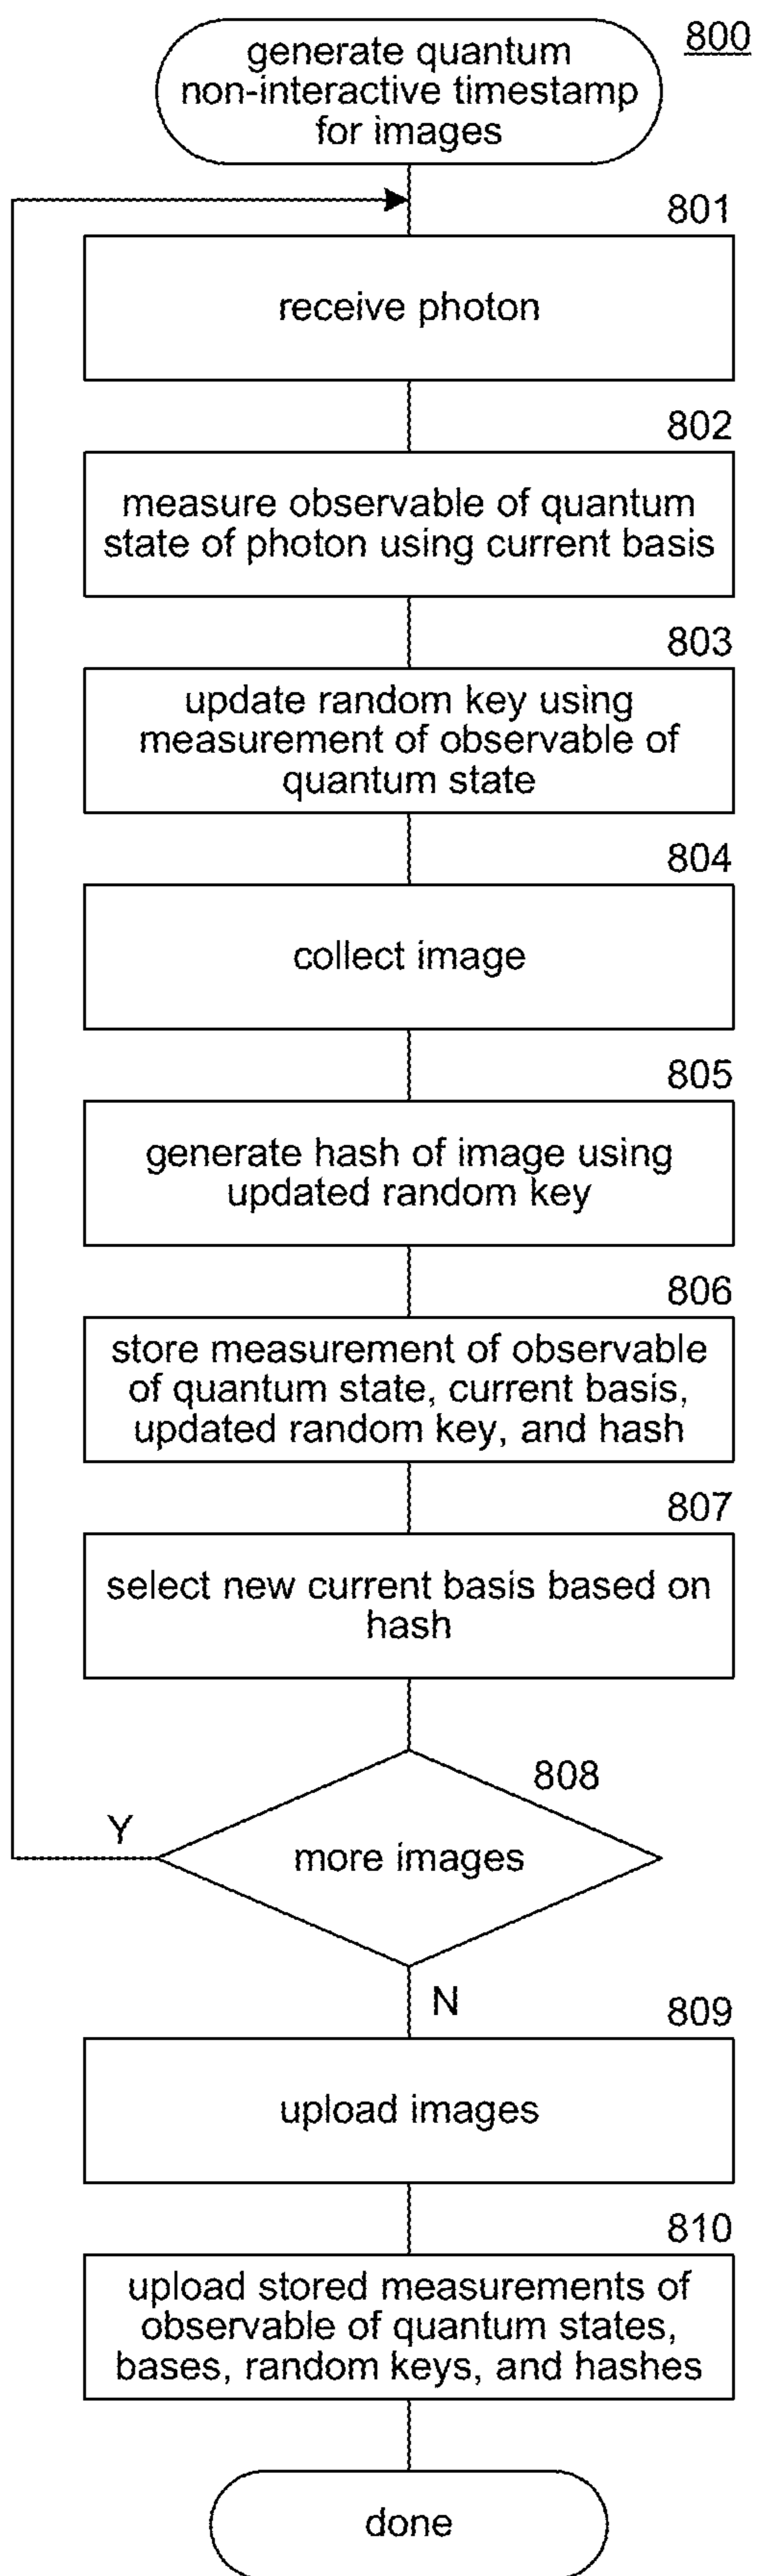 800
generate quantum
non-interactive timestamp
for images
801
receive photon
802
measure observable of quantum
state of photon using current basis
803
update random key using
measurement of observable of
quantum state
804
collect image
805
generate hash of image using
updated random key
806
store measurement of observable
of quantum state, current basis,
updated random key, and hash
807
select new current basis based on
hash
808
more images
Y
N
809
upload images
810
upload stored measurements of
observable of quantum states,
bases, random keys, and hashes
done